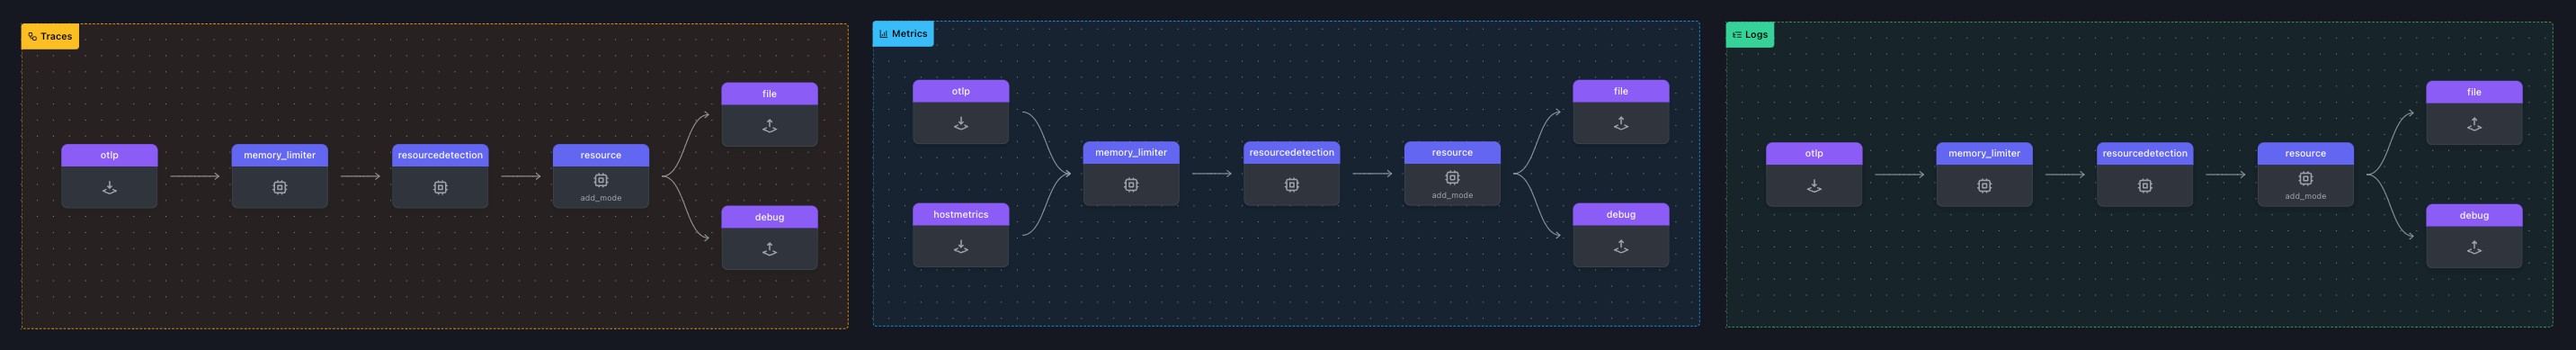 Traces
otlp
memory_limiter
resourcedetection
resource
add_mode
file
debug
Metrics
otlp
hostmetrics
memory_limiter
resourcedetection
resource
add_mode
file
debug
Logs
otlp
memory_limiter
resourcedetection
resource
add_mode
file
debug